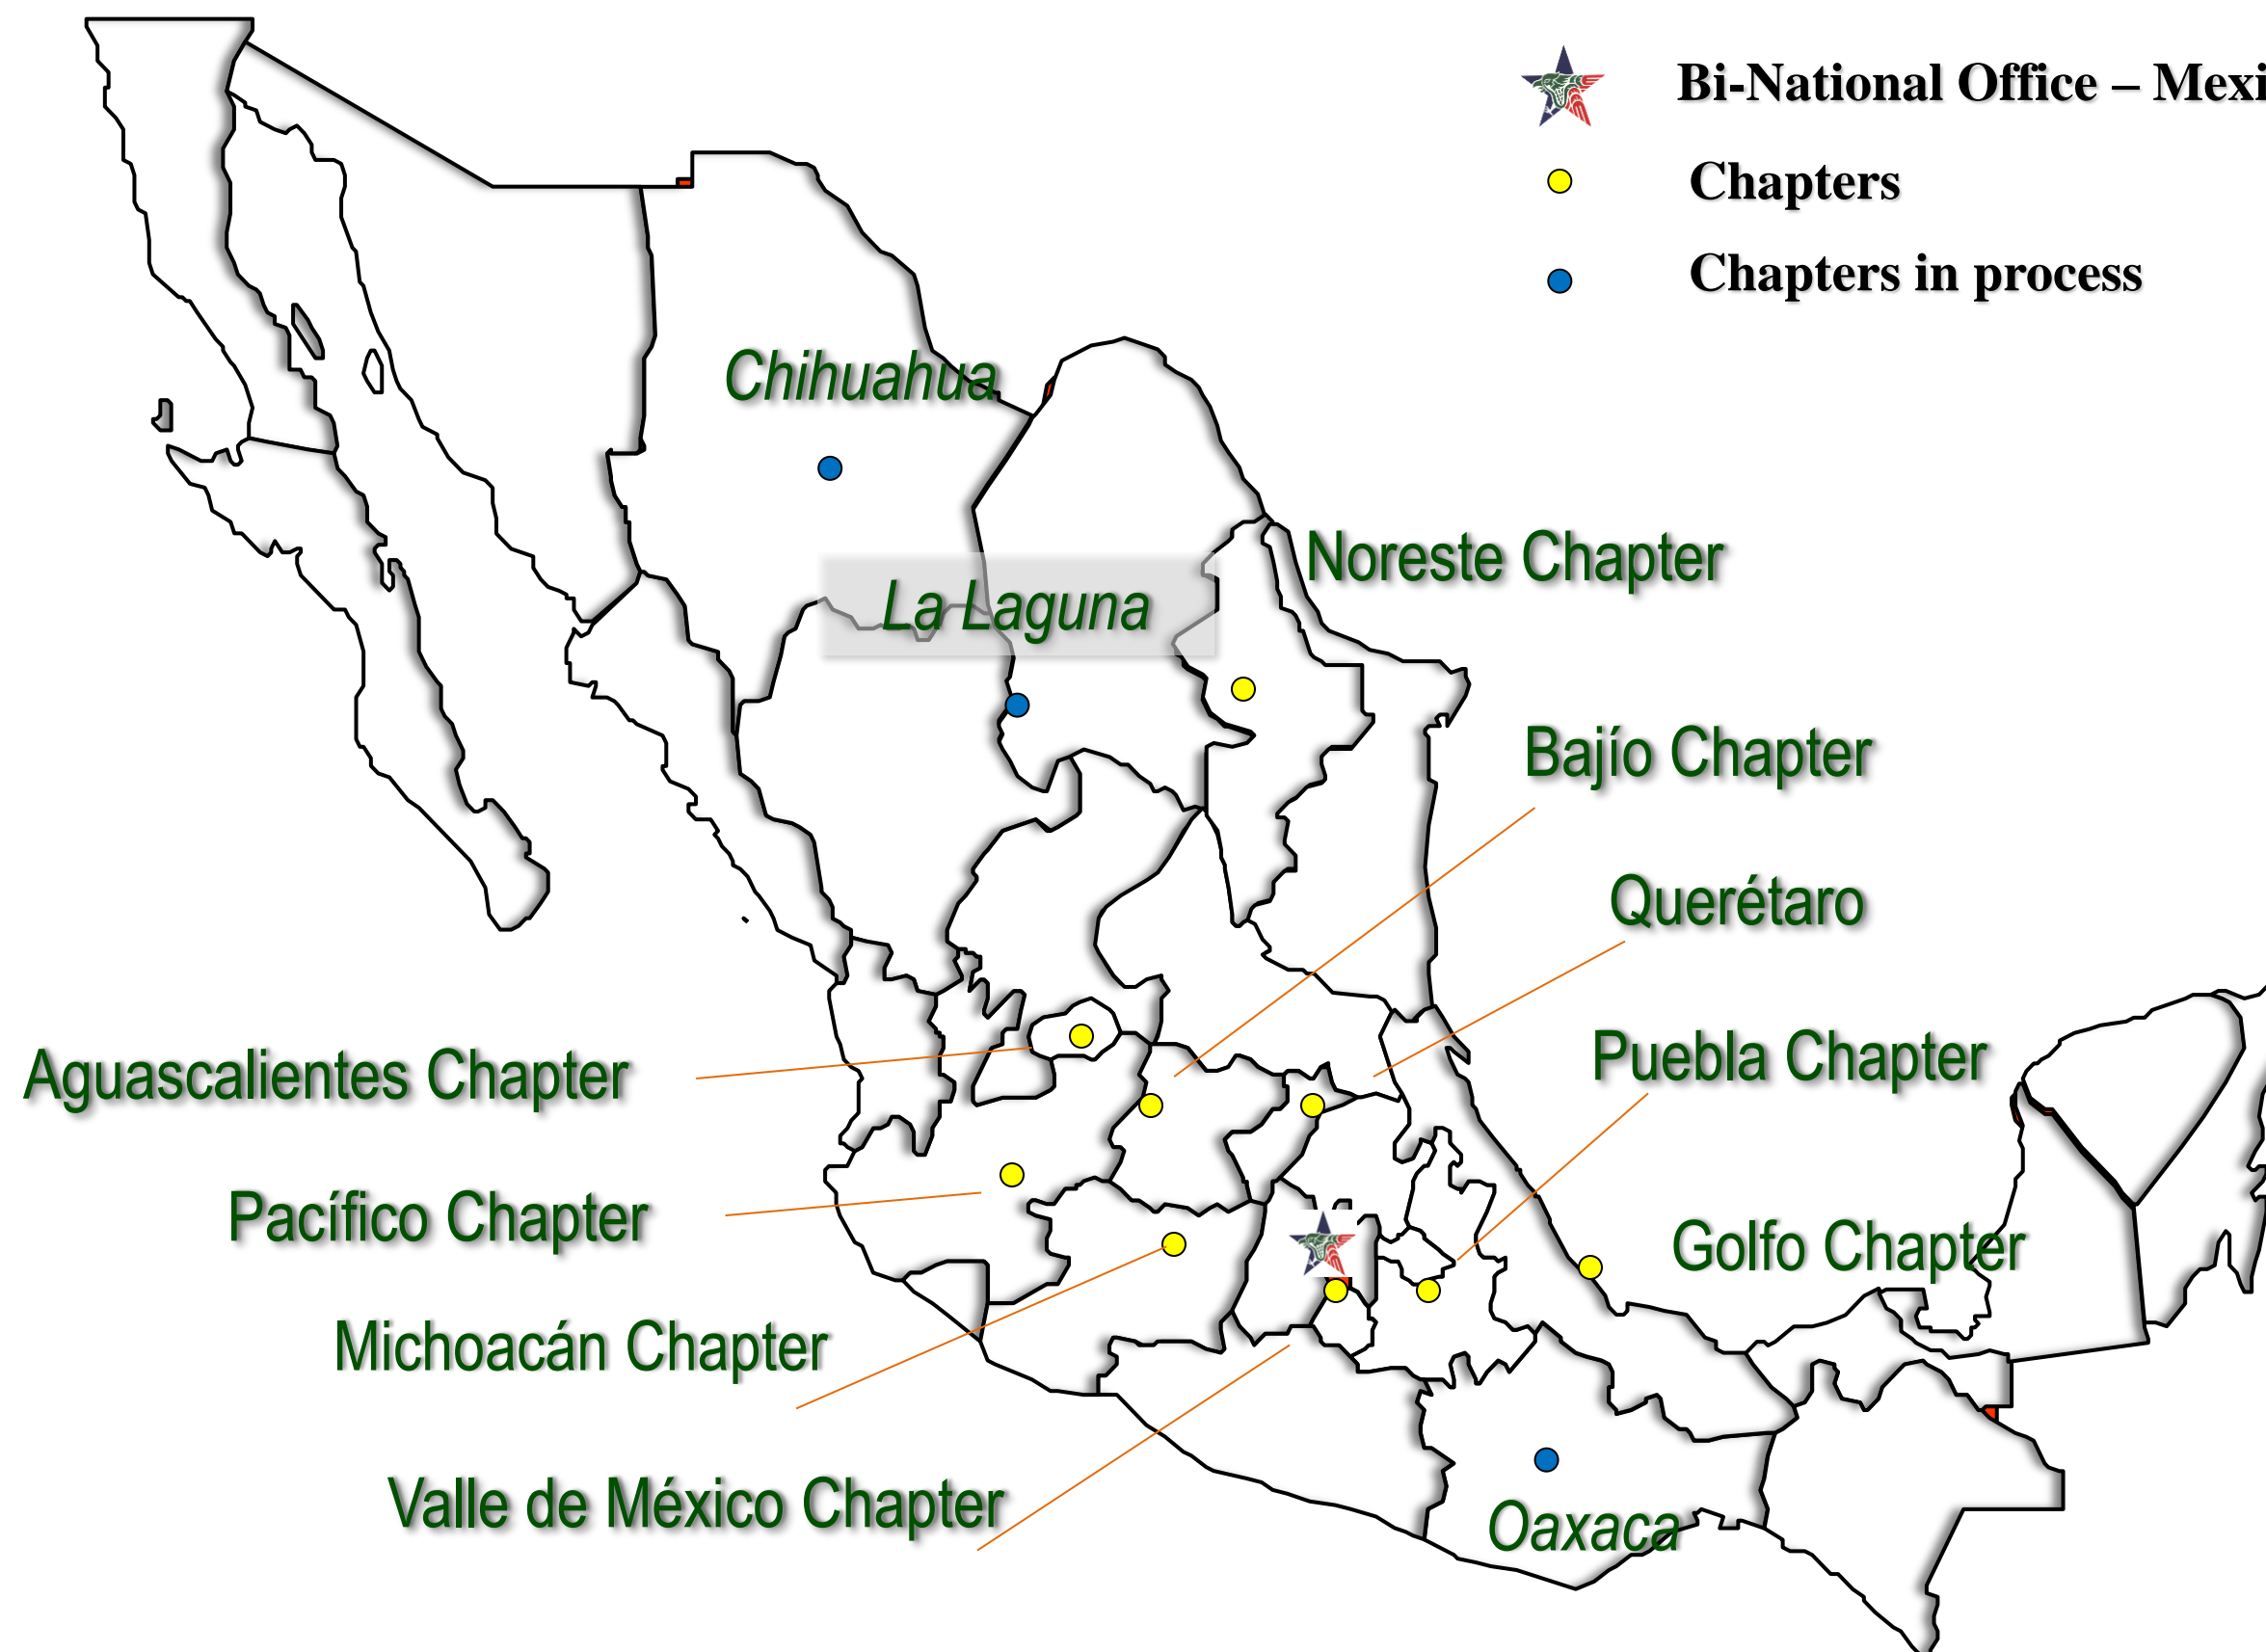 Bi-National Office – Mexi
Chapters
Chapters in process
Chihuahua
Noreste Chapter
La Laguna
Bajío Chapter
Querétaro
Puebla Chapter
Aguascalientes Chapter
Pacífico Chapter
Golfo Chapter
Michoacán Chapter
Valle de México Chapter
Oaxaca